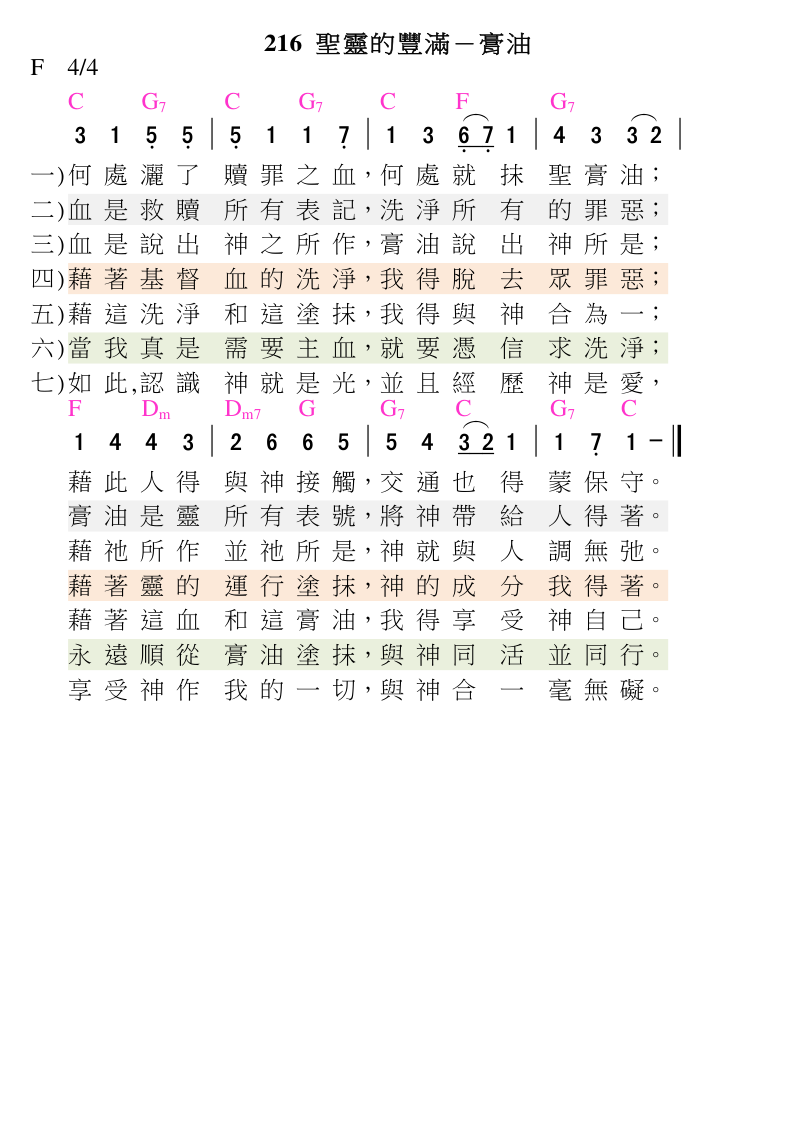 216 聖靈的豐滿－膏油
F 4/4
C G7 C G7 C F G7
3 1 5 5 | 5 1 1 7 | 1 3 6 7 1 | 4 3 3 2 |
一)何處灑了 贖罪之血，何處就 抹 聖膏油；
二)血是救贖 所有表記，洗淨所 有 的罪惡；
三)血是說出 神之所作，膏油說 出 神所是；
四)藉著基督 血的洗淨，我得脫 去 眾罪惡；
五)藉這洗淨 和這塗抹，我得與 神 合為一；
六)當我真是 需要主血，就要憑 信 求洗淨；
七)如此,認識 神就是光，並且經 歷 神是愛，
F Dm Dm7 G G7 C G7 C
1 4 4 3 | 2 6 6 5 | 5 4 3 2 1 | 1 7 1 – ‖
藉此人得 與神接觸，交通也 得 蒙保守。
膏油是靈 所有表號，將神帶 給 人得著。
藉祂所作 並祂所是，神就與 人 調無弛。
藉著靈的 運行塗抹，神的成 分 我得著。
藉著這血 和這膏油，我得享 受 神自己。
永遠順從 膏油塗抹，與神同 活 並同行。
享受神作 我的一切，與神合 一 毫無礙。